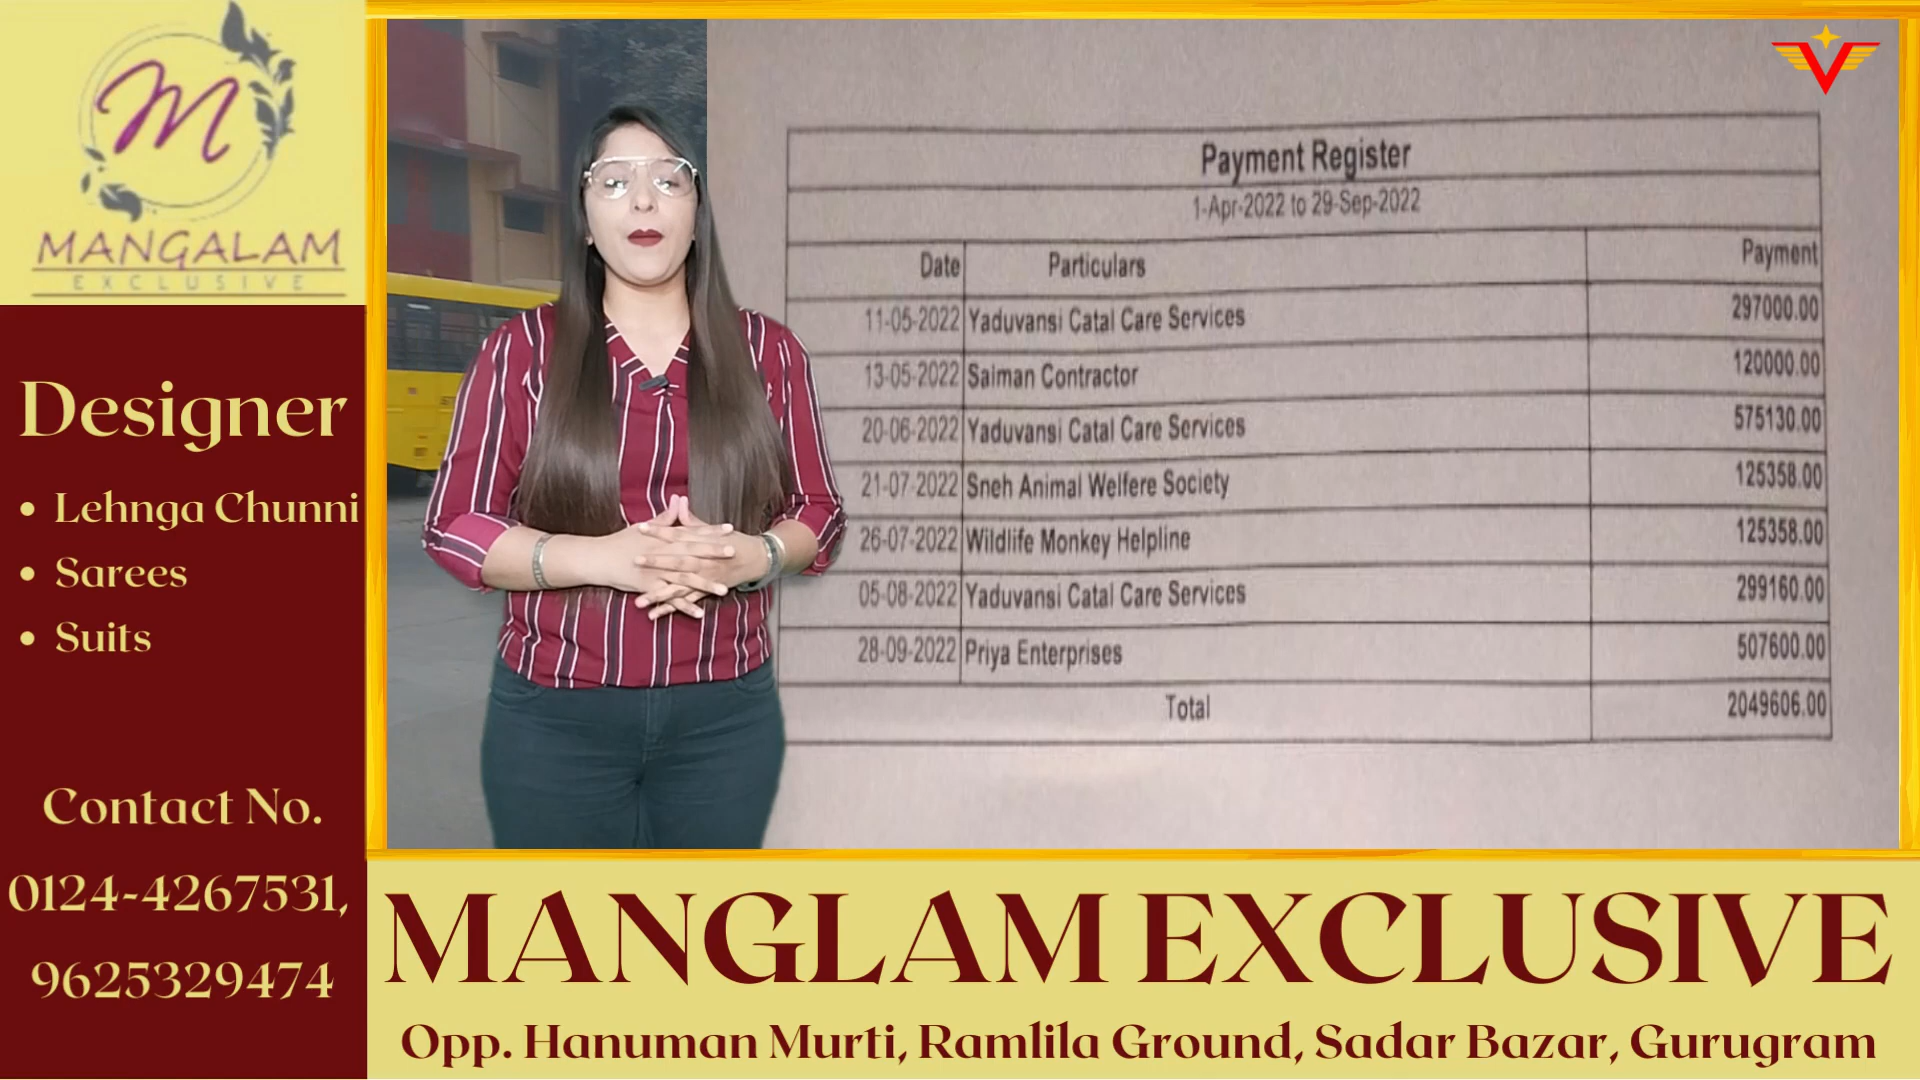 M
MANGALAM
EXCLUSIVE
Designer
• Lehnga Chunni
• Sarees
• Suits
Contact No.
0124-4267531,
9625329474
V
Payment Register
1-Apr-2022 to 29-Sep-2022
Date Particulars Payment
11-05-2022 Yaduvansi Catal Care Services 297000.00
13-05-2022 Saiman Contractor 120000.00
20-06-2022 Yaduvansi Catal Care Services 575130.00
21-07-2022 Sneh Animal Welfere Society 125358.00
26-07-2022 Wildlife Monkey Helpline 125358.00
05-08-2022 Yaduvansi Catal Care Services 299160.00
28-09-2022 Priya Enterprises 507600.00
Total 2049606.00
MANGLAM EXCLUSIVE
Opp. Hanuman Murti, Ramlila Ground, Sadar Bazar, Gurugram